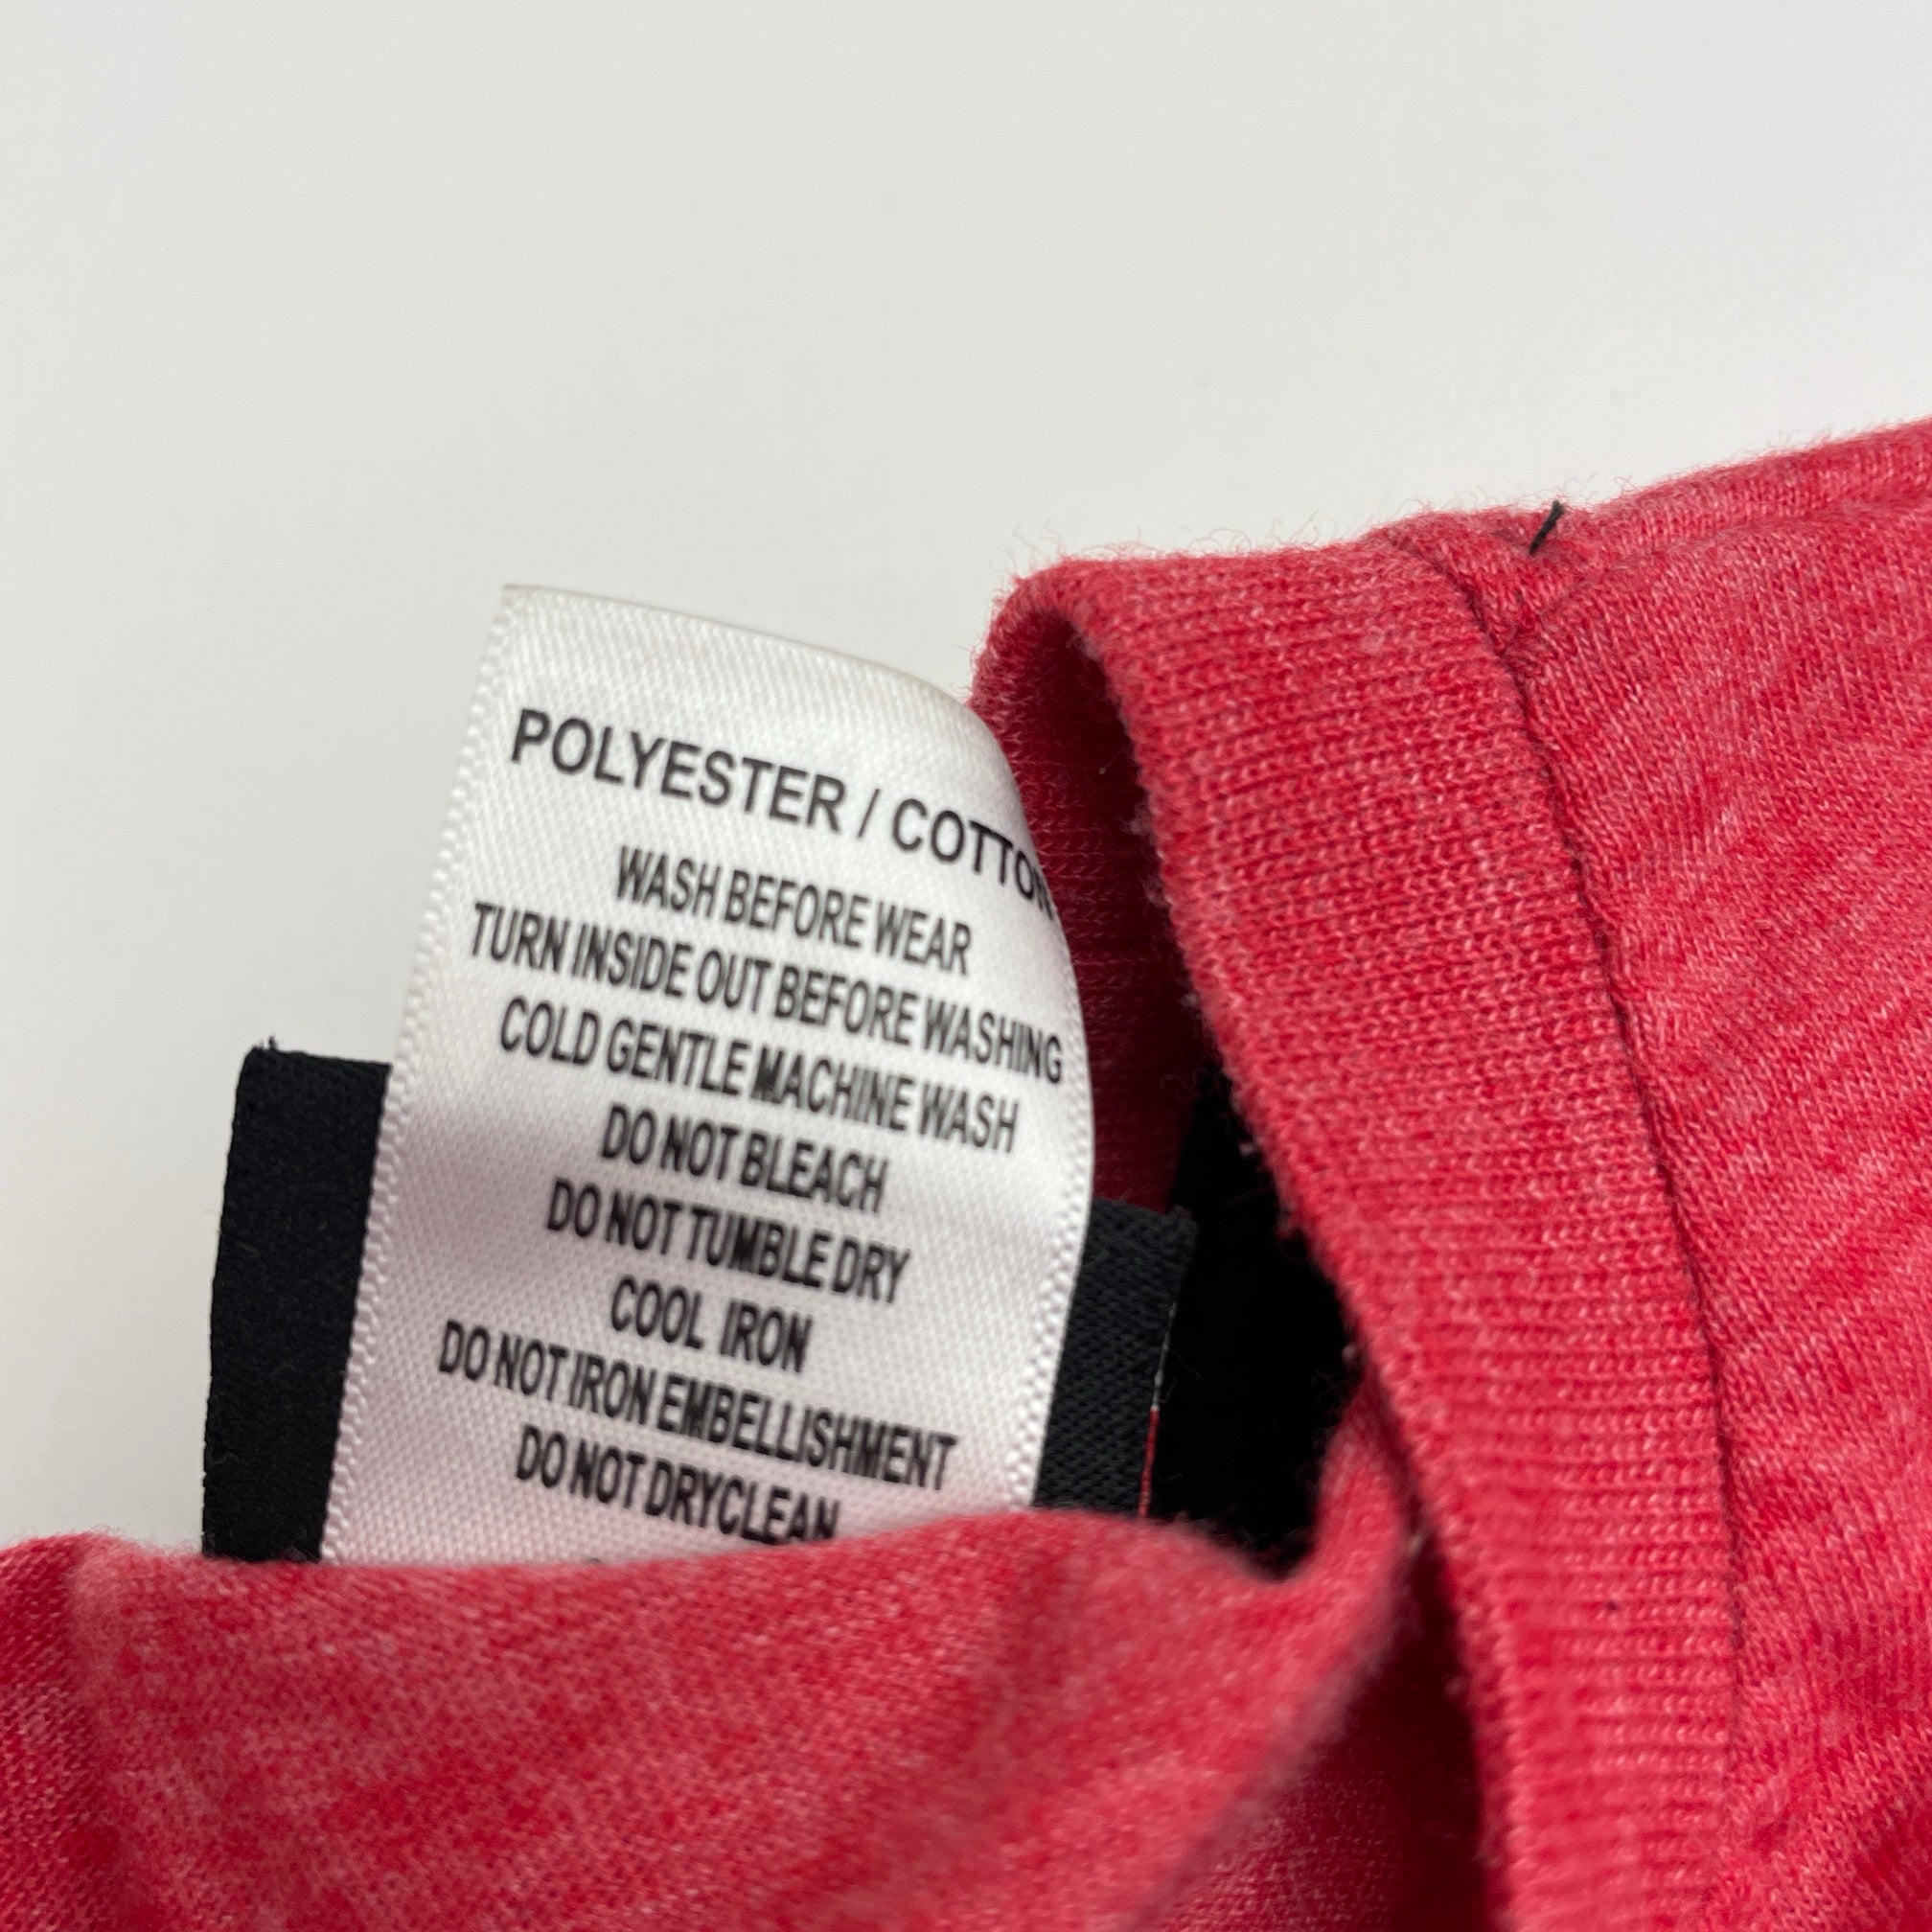 POLYESTER / COTTON
WASH BEFORE WEAR
TURN INSIDE OUT BEFORE WASHING
COLD GENTLE MACHINE WASH
DO NOT BLEACH
DO NOT TUMBLE DRY
COOL IRON
DO NOT IRON EMBELLISHMENT
DO NOT DRYCLEAN